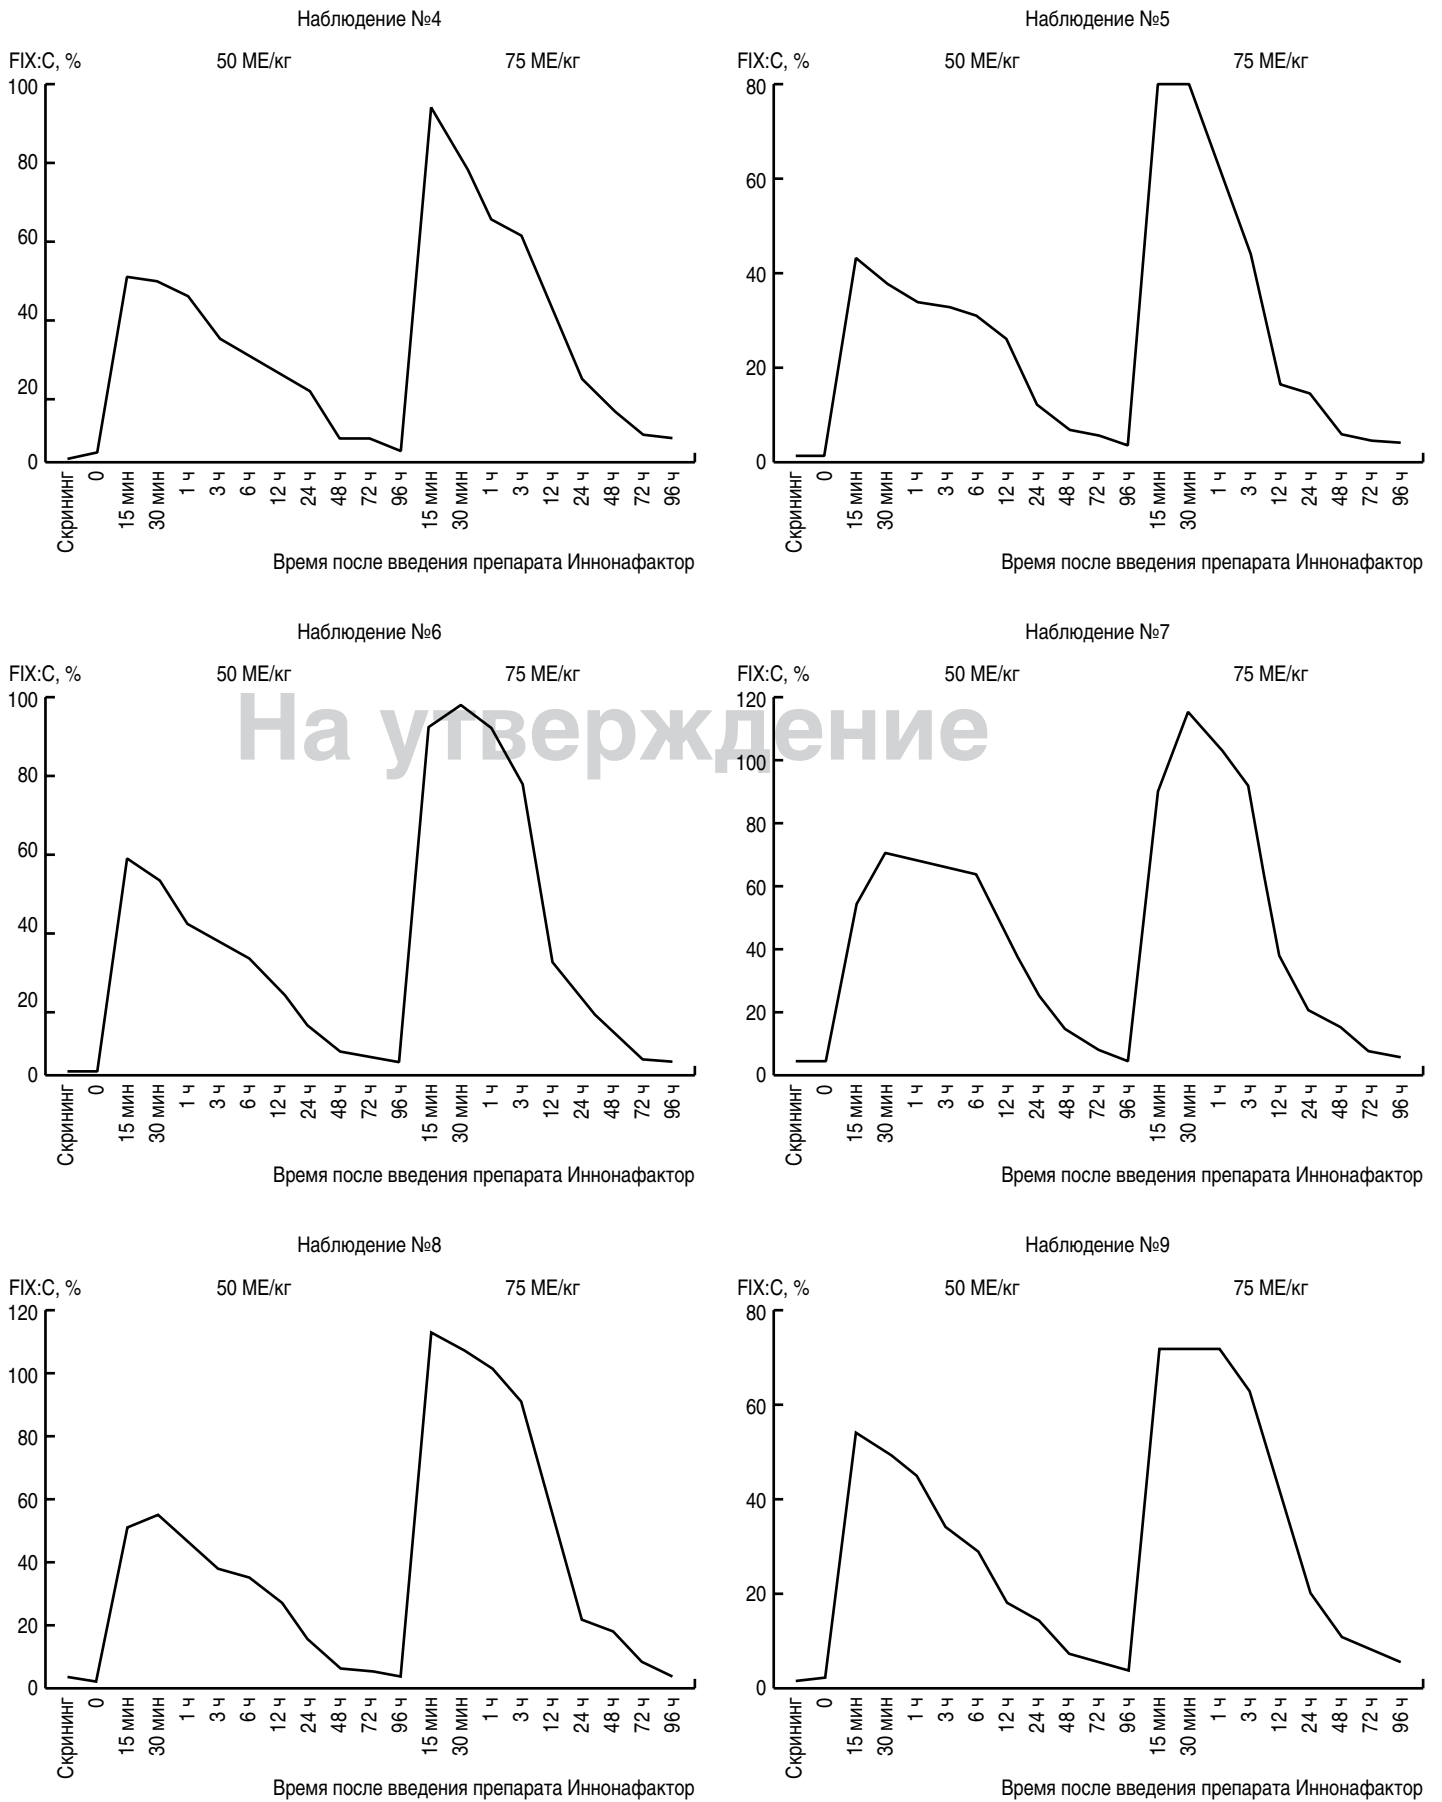 Наблюдение №4
FIX:C, %
50 МЕ/кг
75 МЕ/кг
100
80
60
40
20
0
Скрининг
0
15 мин
30 мин
1 ч
3 ч
6 ч
12 ч
24 ч
48 ч
72 ч
96 ч
15 мин
30 мин
1 ч
3 ч
12 ч
24 ч
48 ч
72 ч
96 ч
Время после введения препарата Иннонафактор
Наблюдение №5
FIX:C, %
50 МЕ/кг
75 МЕ/кг
80
60
40
20
0
Скрининг
0
15 мин
30 мин
1 ч
3 ч
6 ч
12 ч
24 ч
48 ч
72 ч
96 ч
15 мин
30 мин
1 ч
3 ч
12 ч
24 ч
48 ч
72 ч
96 ч
Время после введения препарата Иннонафактор
Наблюдение №6
FIX:C, %
50 МЕ/кг
75 МЕ/кг
100
80
60
40
20
0
Скрининг
0
15 мин
30 мин
1 ч
3 ч
6 ч
12 ч
24 ч
48 ч
72 ч
96 ч
15 мин
30 мин
1 ч
3 ч
12 ч
24 ч
48 ч
72 ч
96 ч
Время после введения препарата Иннонафактор
На утверждение
Наблюдение №7
FIX:C, %
50 МЕ/кг
75 МЕ/кг
120
100
80
60
40
20
0
Скрининг
0
15 мин
30 мин
1 ч
3 ч
6 ч
12 ч
24 ч
48 ч
72 ч
96 ч
15 мин
30 мин
1 ч
3 ч
12 ч
24 ч
48 ч
72 ч
96 ч
Время после введения препарата Иннонафактор
Наблюдение №8
FIX:C, %
50 МЕ/кг
75 МЕ/кг
120
100
80
60
40
20
0
Скрининг
0
15 мин
30 мин
1 ч
3 ч
6 ч
12 ч
24 ч
48 ч
72 ч
96 ч
15 мин
30 мин
1 ч
3 ч
12 ч
24 ч
48 ч
72 ч
96 ч
Время после введения препарата Иннонафактор
Наблюдение №9
FIX:C, %
50 МЕ/кг
75 МЕ/кг
80
60
40
20
0
Скрининг
0
15 мин
30 мин
1 ч
3 ч
6 ч
12 ч
24 ч
48 ч
72 ч
96 ч
15 мин
30 мин
1 ч
3 ч
12 ч
24 ч
48 ч
72 ч
96 ч
Время после введения препарата Иннонафактор